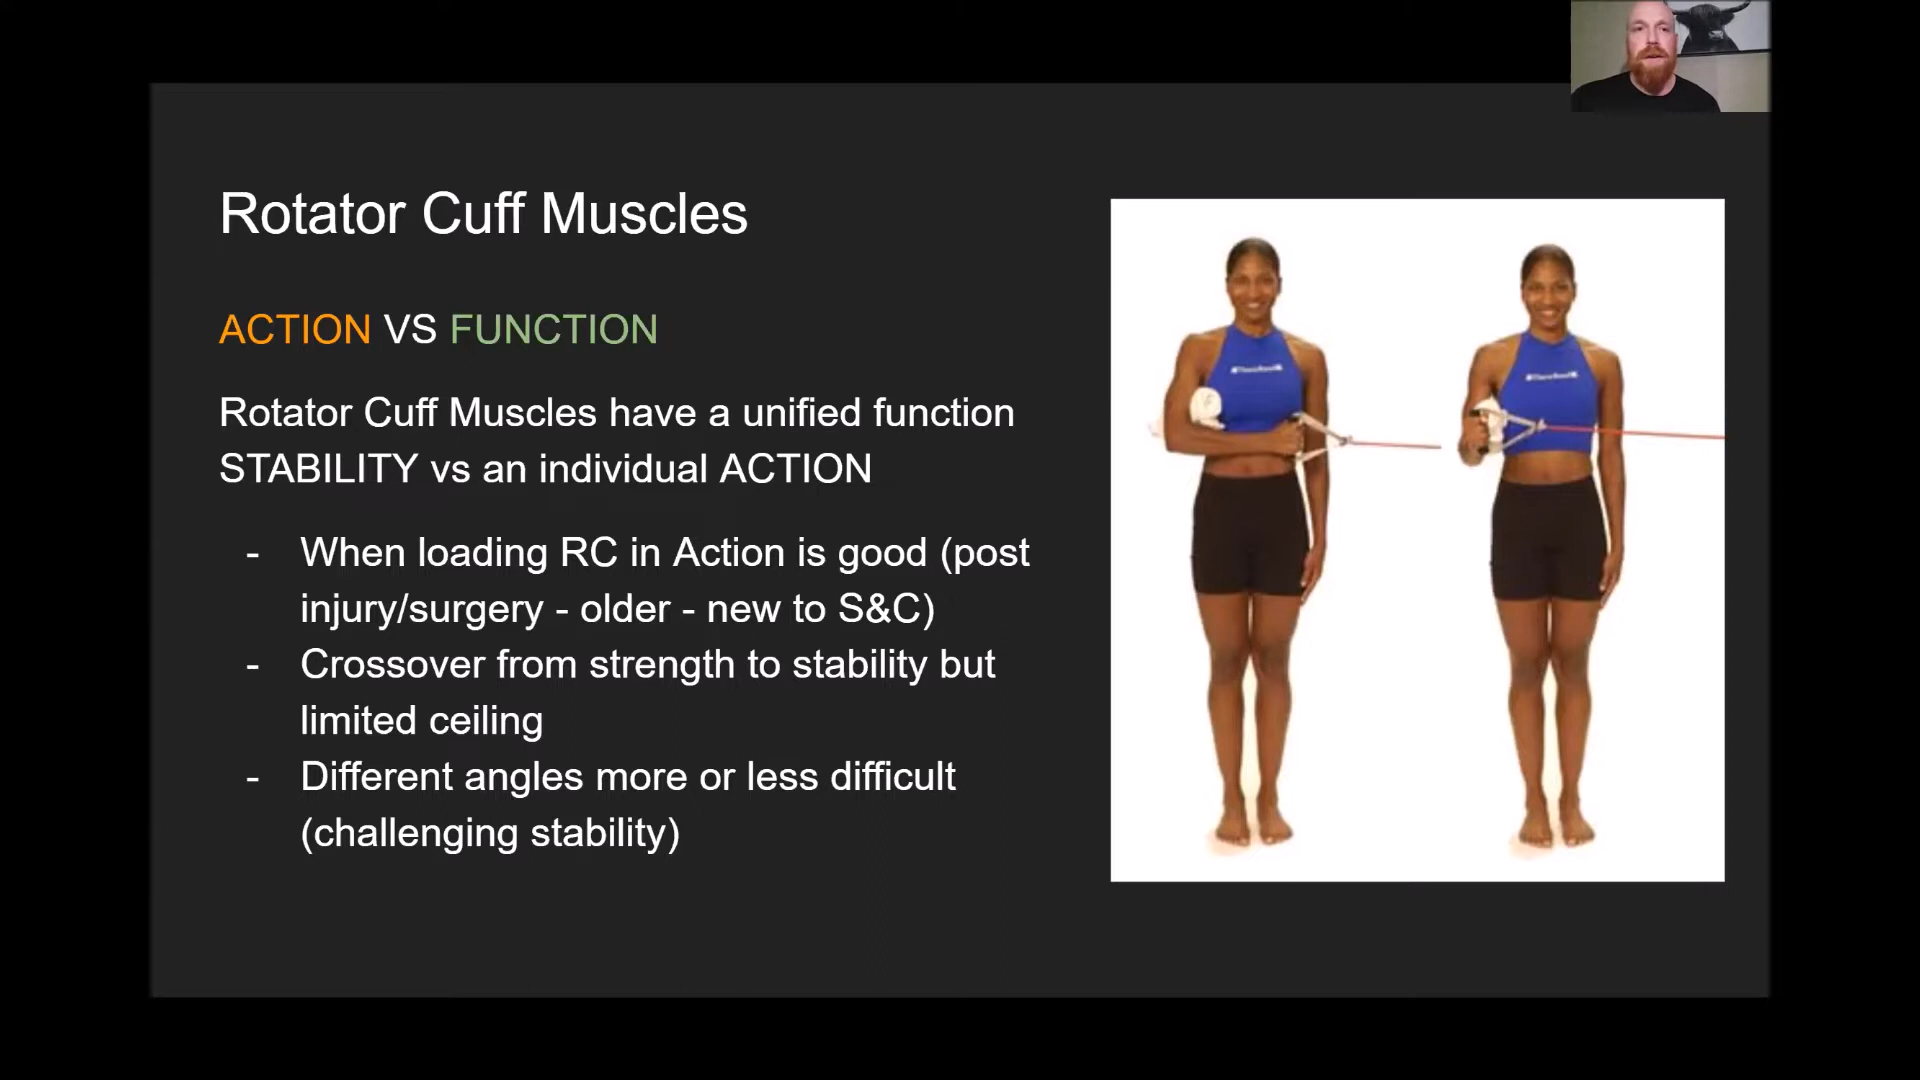 Rotator Cuff Muscles
ACTION VS FUNCTION
Rotator Cuff Muscles have a unified function
STABILITY vs an individual ACTION
- When loading RC in Action is good (post
injury/surgery - older - new to S&C)
- Crossover from strength to stability but
limited ceiling
- Different angles more or less difficult
(challenging stability)